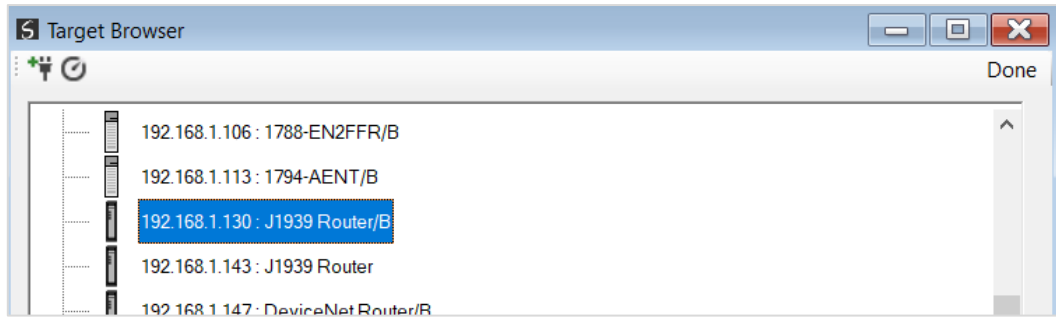 Target Browser
Done
192.168.1.106 : 1788-EN2FFR/B
192.168.1.113 : 1794-AENT/B
192.168.1.130 : J1939 Router/B
192.168.1.143 : J1939 Router
192.168.1.147 : DeviceNet Router/B